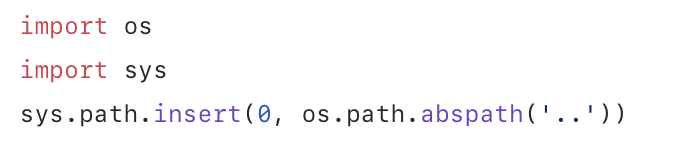 import os
import sys
sys.path.insert(0, os.path.abspath('..'))